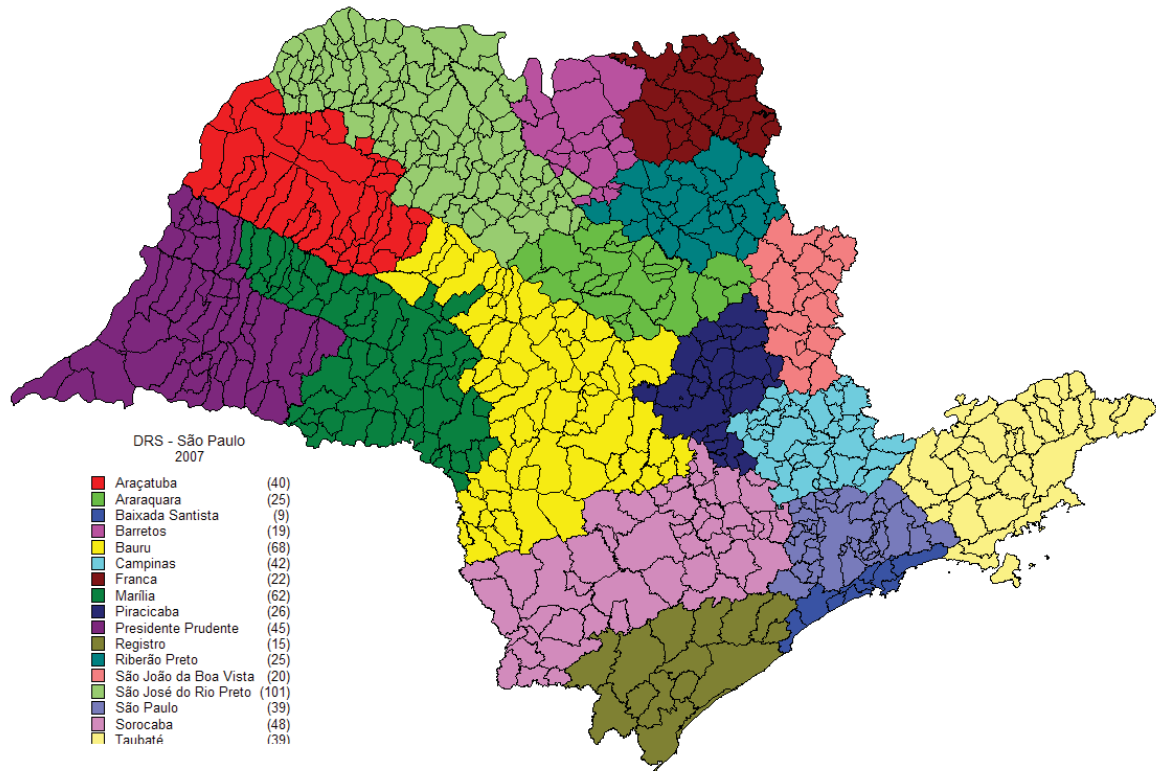 DRS - São Paulo
2007
Araçatuba (40)
Araraquara (25)
Baixada Santista (9)
Barretos (19)
Bauru (68)
Campinas (42)
Franca (22)
Marília (62)
Piracicaba (26)
Presidente Prudente (45)
Registro (15)
Riberão Preto (25)
São João da Boa Vista (20)
São José do Rio Preto (101)
São Paulo (39)
Sorocaba (48)
Taubaté (39)